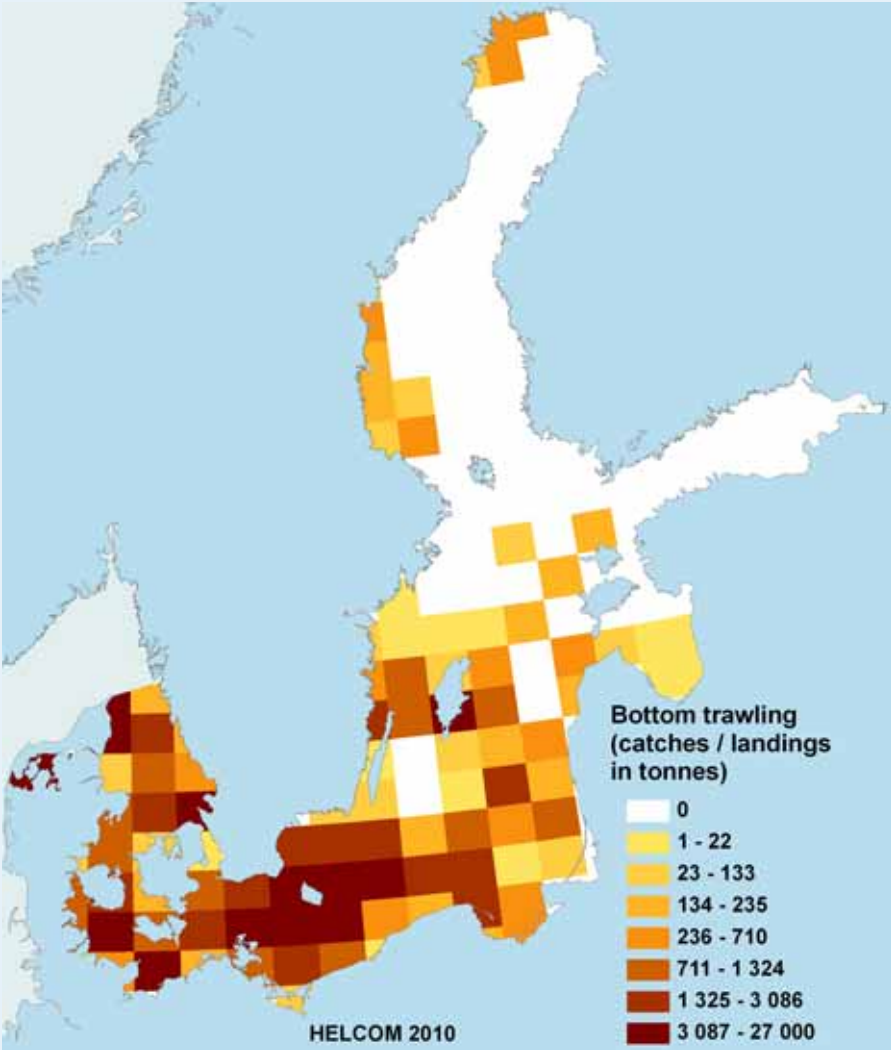 Bottom trawling
(catches / landings
in tonnes)
0
1 - 22
23 - 133
134 - 235
236 - 710
711 - 1 324
1 325 - 3 086
3 087 - 27 000
HELCOM 2010